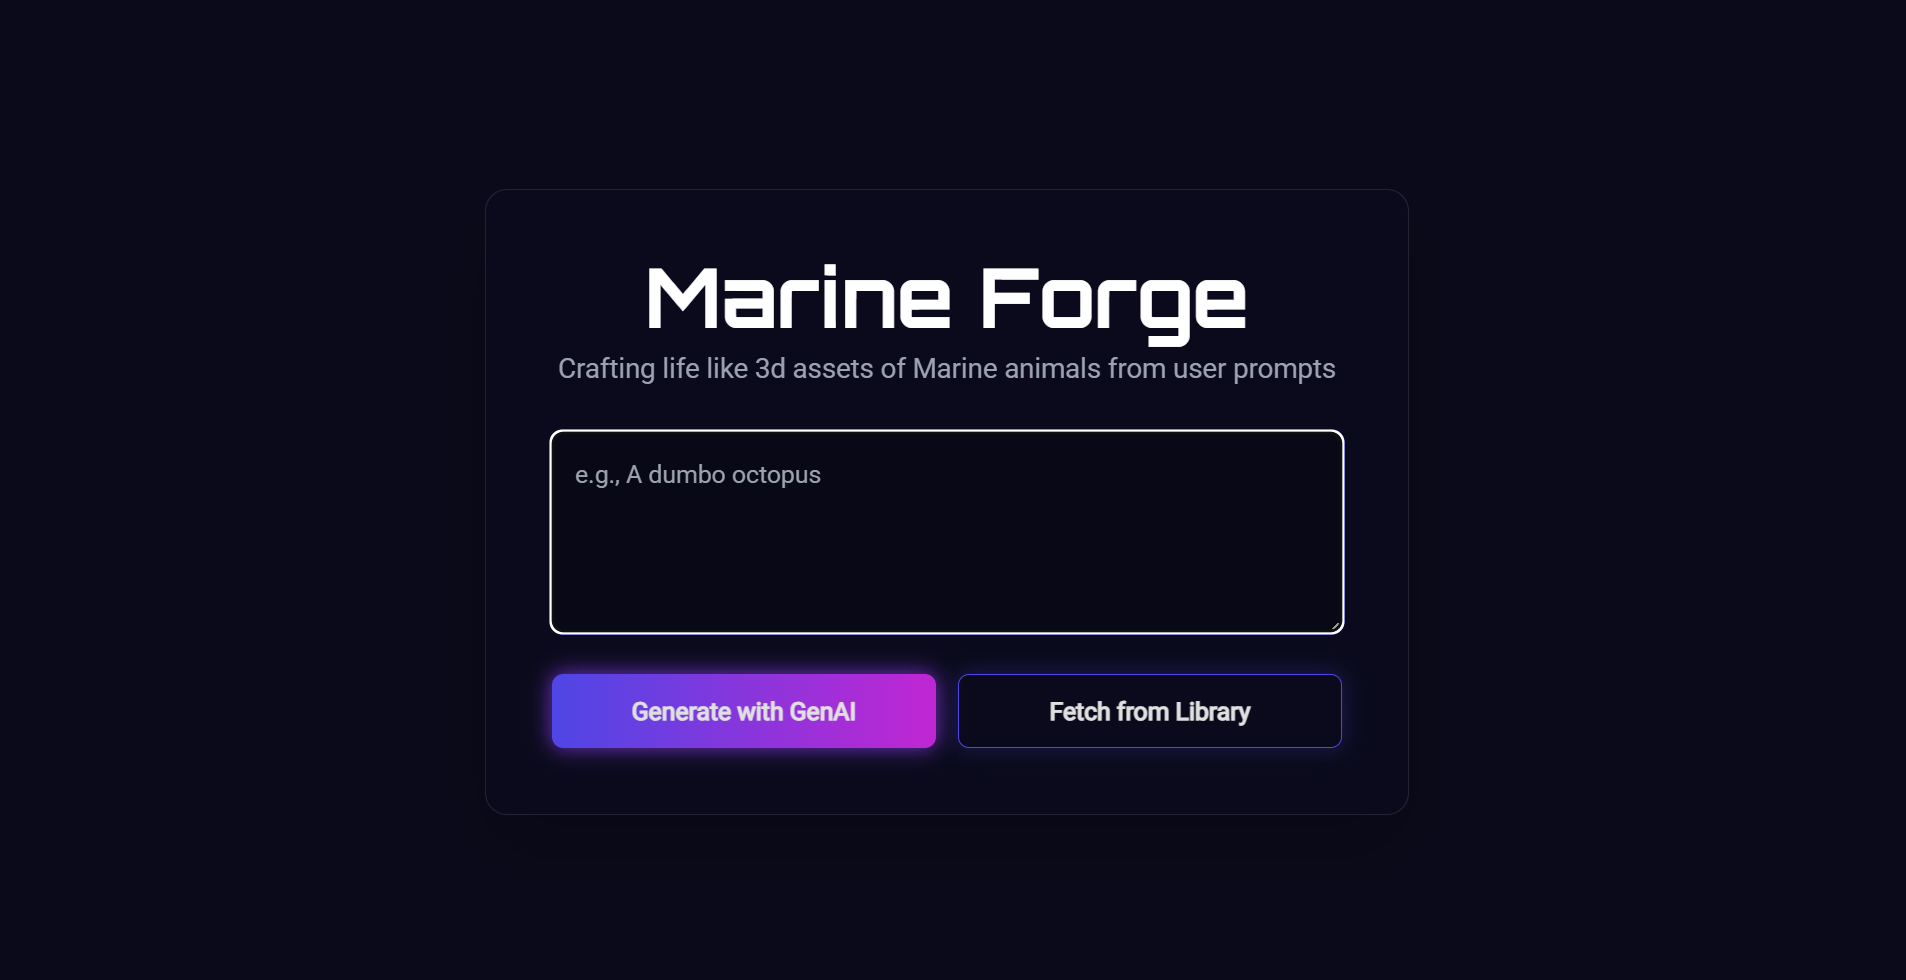 Marine Forge
Crafting life like 3d assets of Marine animals from user prompts
e.g., A dumbo octopus
Generate with GenAI
Fetch from Library